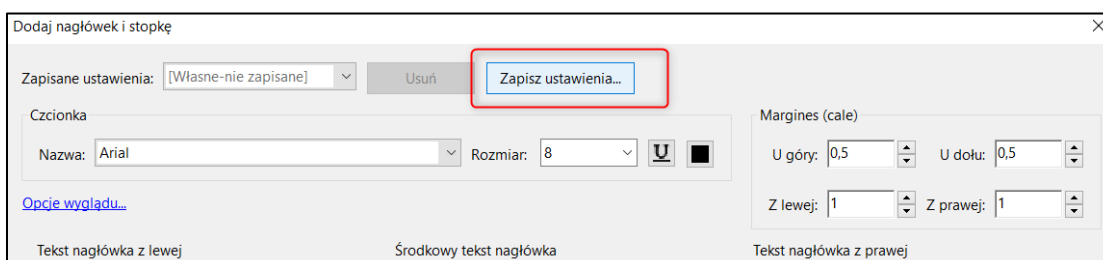 Dodaj nagłówek i stopkę
Zapisane ustawienia: [Własne-nie zapisane] Usuń Zapisz ustawienia...
Czcionka
Nazwa: Arial Rozmiar: 8 U
Margines (cale)
U góry: 0,5 U dołu: 0,5
Z lewej: 1 Z prawej: 1
Opcje wyglądu...
Tekst nagłówka z lewej Środkowy tekst nagłówka Tekst nagłówka z prawej